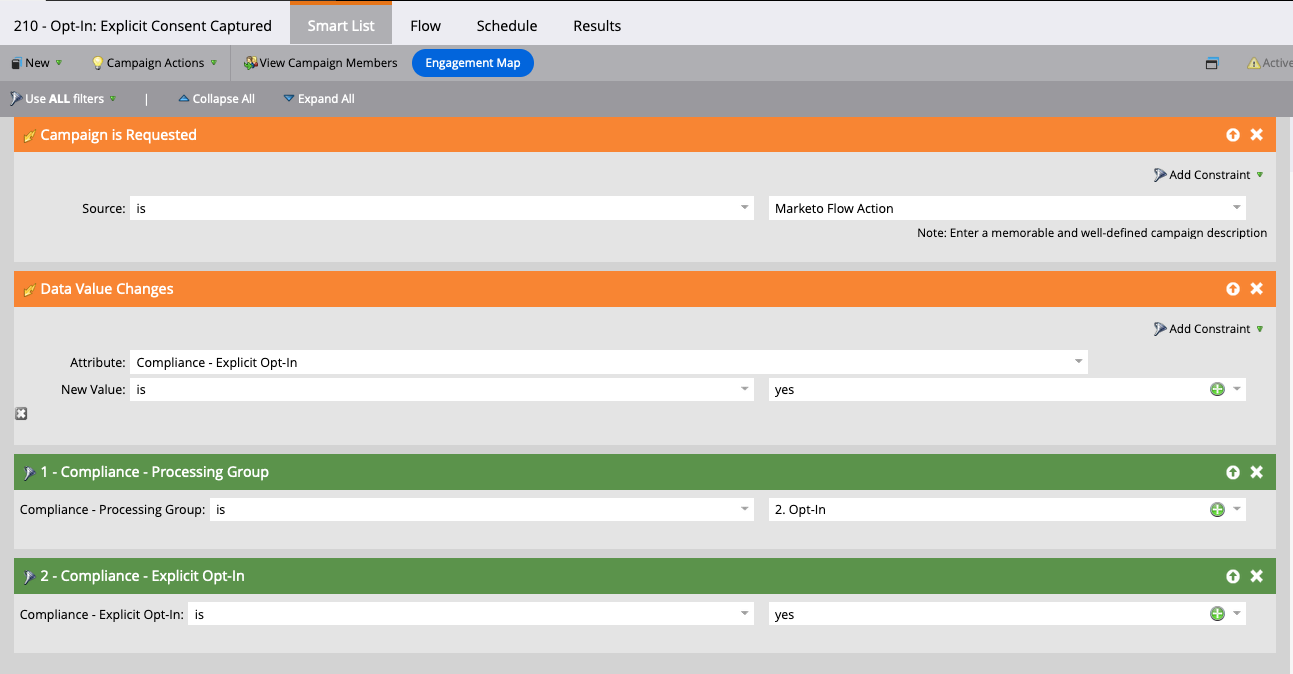 210 - Opt-In: Explicit Consent Captured Smart List Flow Schedule Results
New Campaign Actions View Campaign Members Engagement Map Active
Use ALL filters | Collapse All Expand All
Campaign is Requested
Add Constraint
Source: is Marketo Flow Action
Note: Enter a memorable and well-defined campaign description
Data Value Changes
Add Constraint
Attribute: Compliance - Explicit Opt-In
New Value: is yes
1 - Compliance - Processing Group
Compliance - Processing Group: is 2. Opt-In
2 - Compliance - Explicit Opt-In
Compliance - Explicit Opt-In: is yes